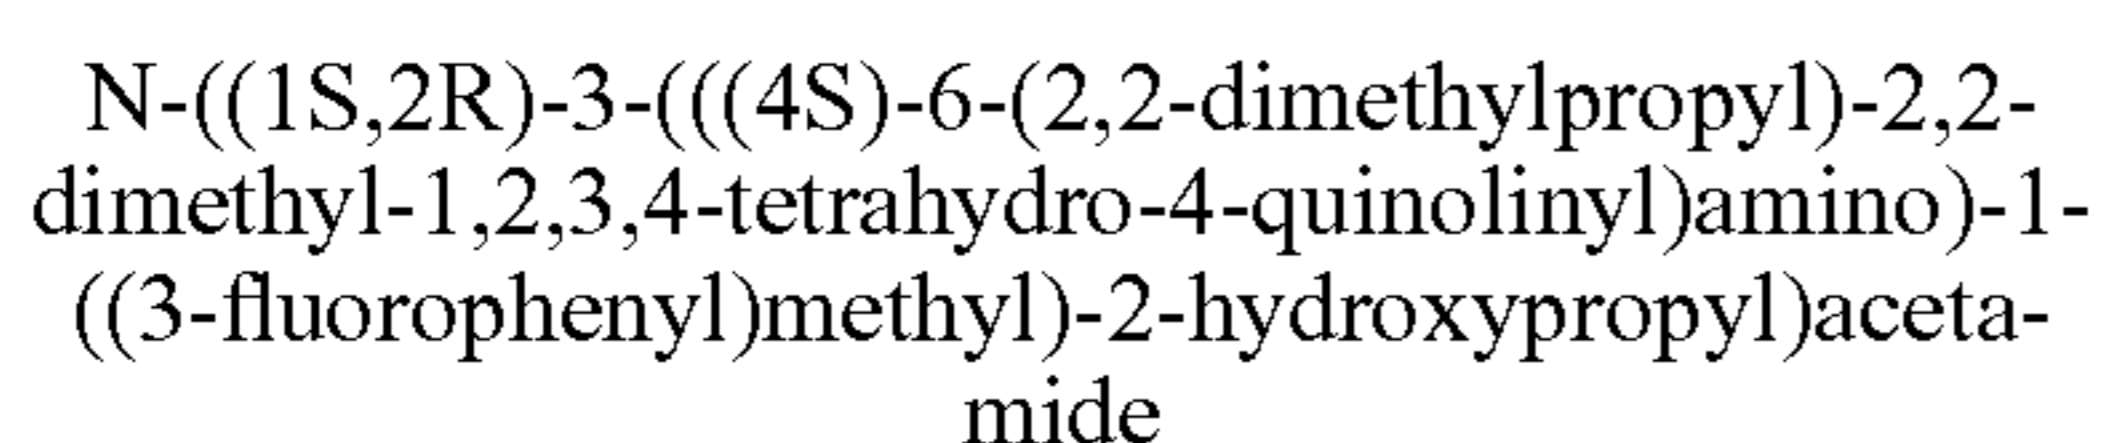 N-((1S,2R)-3-(((4S)-6-(2,2-dimethylpropyl)-2,2-
dimethyl-1,2,3,4-tetrahydro-4-quinolinyl)amino)-1-
((3-fluorophenyl)methyl)-2-hydroxypropyl)aceta-
mide